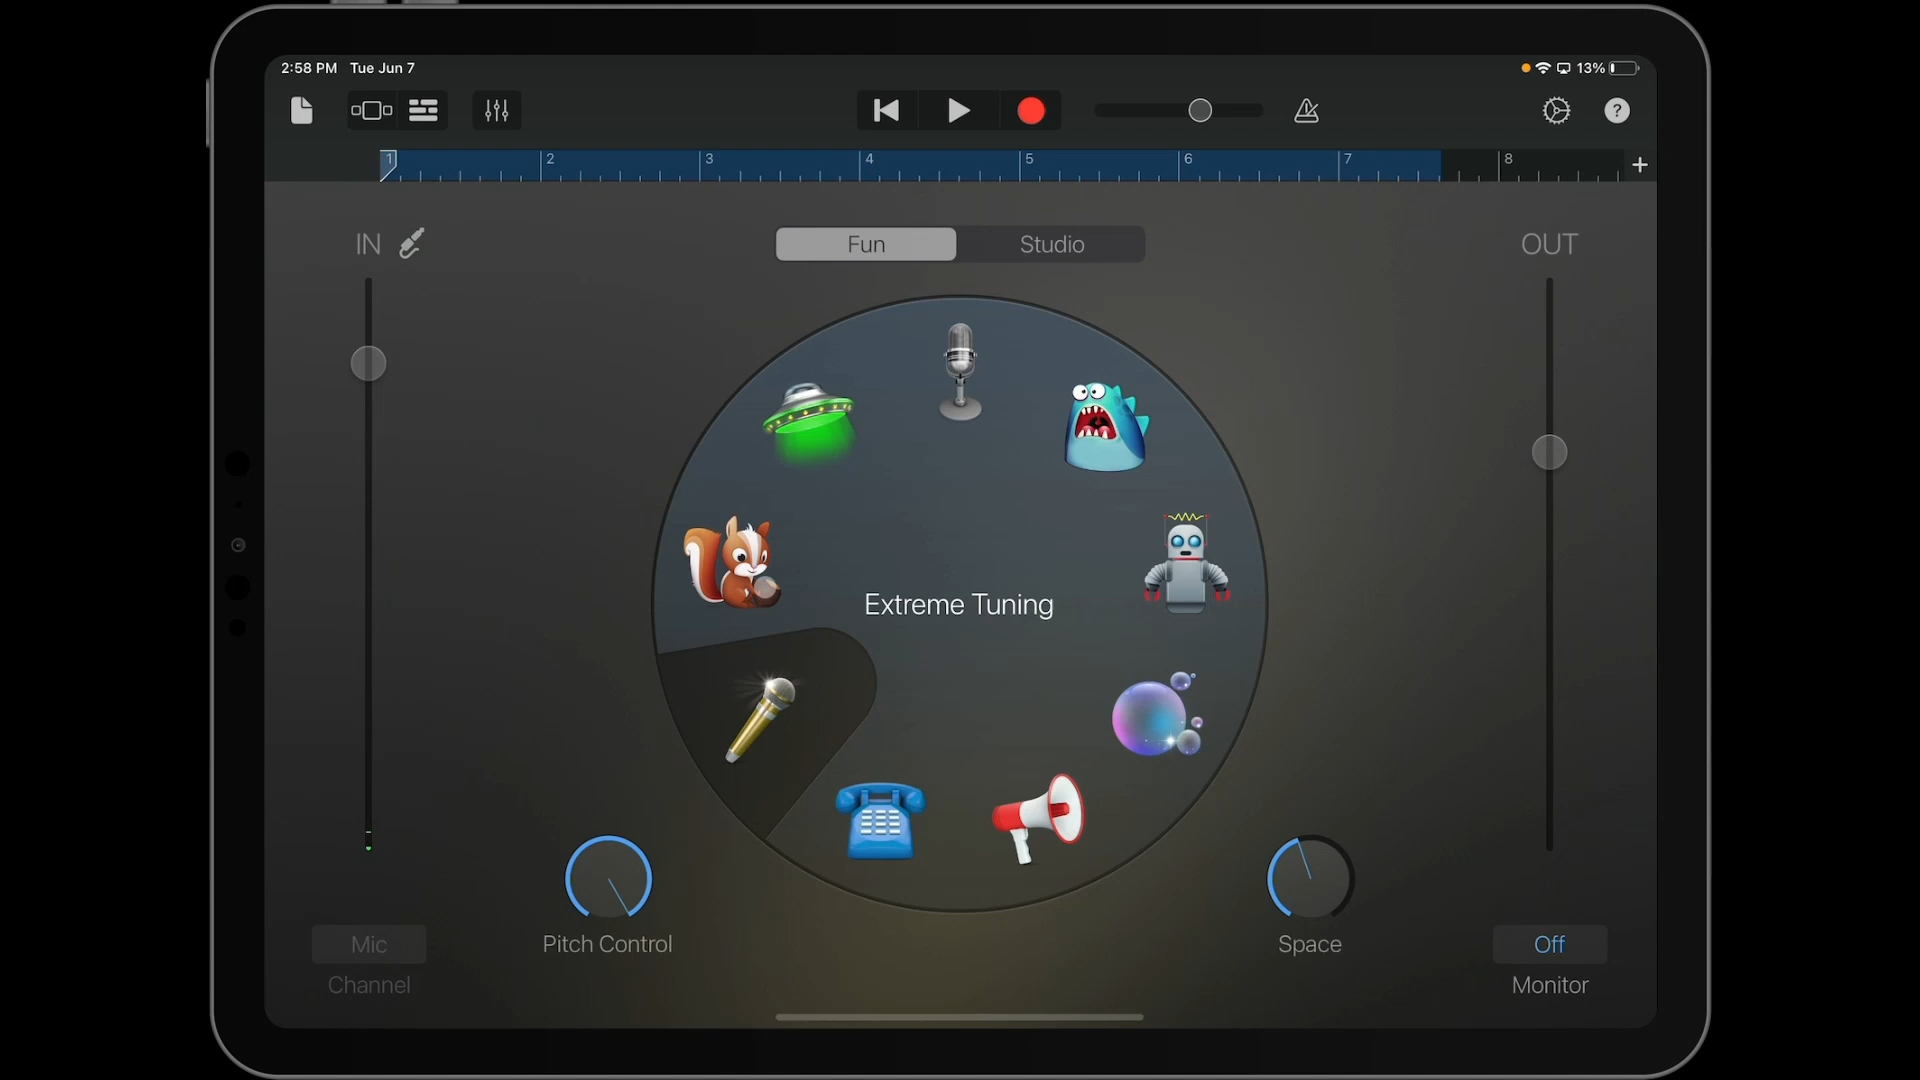 2:58 PM Tue Jun 7
13%
?
1 2 3 4 5 6 7 8 +
IN
Fun Studio
OUT
Extreme Tuning
Mic
Channel
Pitch Control
Space
Off
Monitor